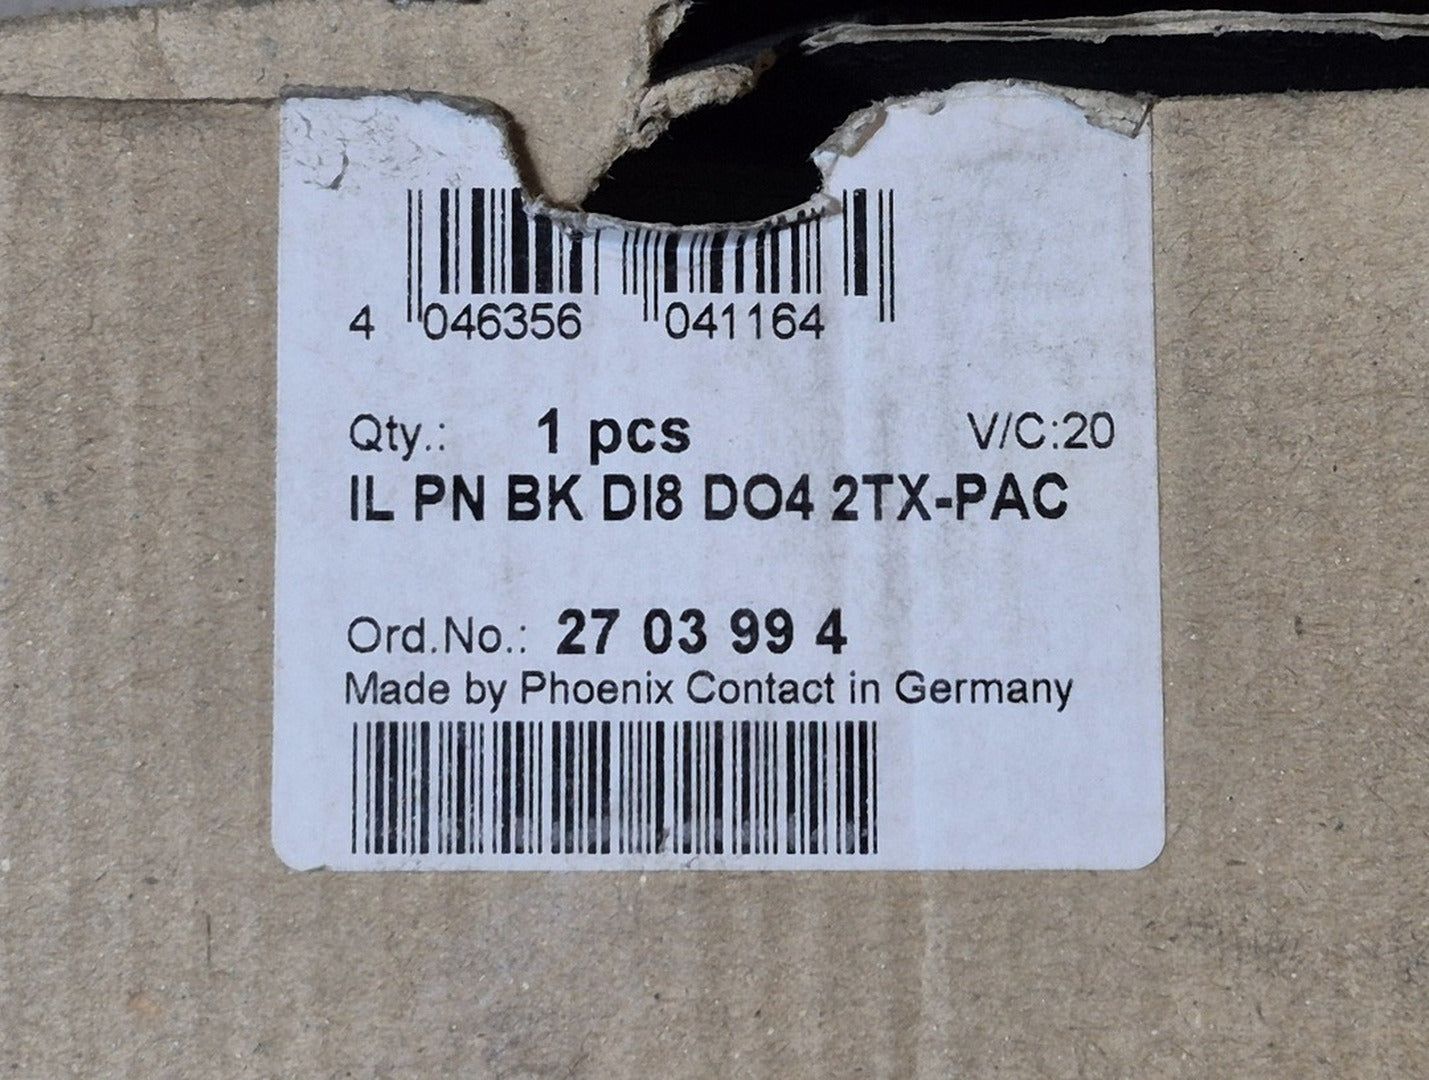 4 046356 041164
Qty.: 1 pcs V/C:20
IL PN BK DI8 DO4 2TX-PAC
Ord.No.: 27 03 99 4
Made by Phoenix Contact in Germany